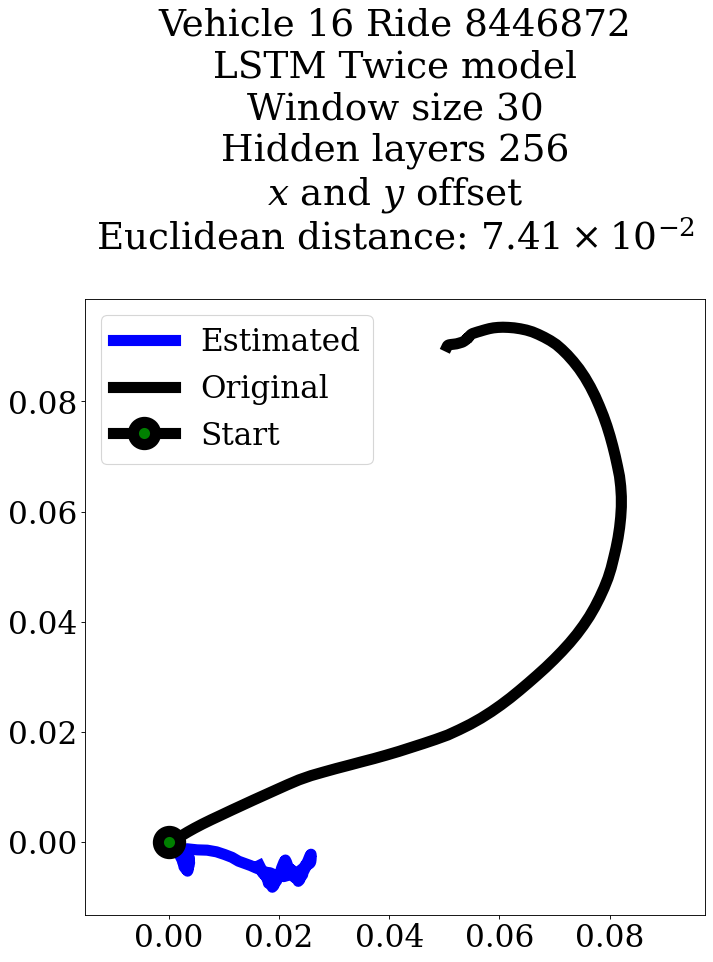 Vehicle 16 Ride 8446872
LSTM Twice model
Window size 30
Hidden layers 256
x and y offset
Euclidean distance: 7.41 × 10⁻²
Estimated
Original
Start
0.08
0.06
0.04
0.02
0.00
0.00 0.02 0.04 0.06 0.08